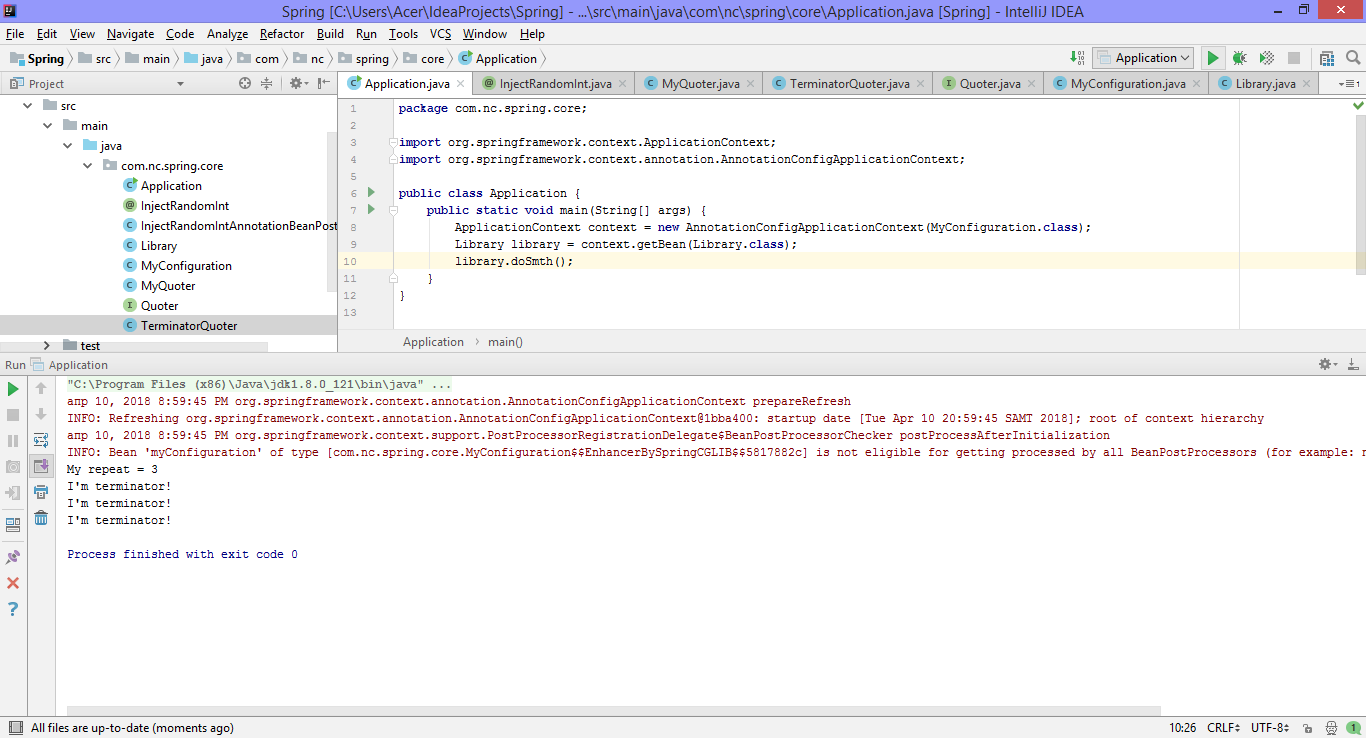 Spring [C:\Users\Acer\IdeaProjects\Spring] - ...\src\main\java\com\nc\spring\core\Application.java [Spring] - IntelliJ IDEA
File Edit View Navigate Code Analyze Refactor Build Run Tools VCS Window Help
Spring src main java com nc spring core Application
Application
Project
Application.java InjectRandomInt.java MyQuoter.java TerminatorQuoter.java Quoter.java MyConfiguration.java Library.java
src
main
java
com.nc.spring.core
Application
InjectRandomInt
InjectRandomIntAnnotationBeanPost
Library
MyConfiguration
MyQuoter
Quoter
TerminatorQuoter
test
1 package com.nc.spring.core;
2
3 import org.springframework.context.ApplicationContext;
4 import org.springframework.context.annotation.AnnotationConfigApplicationContext;
5
6 public class Application {
7 public static void main(String[] args) {
8 ApplicationContext context = new AnnotationConfigApplicationContext(MyConfiguration.class);
9 Library library = context.getBean(Library.class);
10 library.doSmth();
11 }
12 }
13
Application › main()
Run Application
"C:\Program Files (x86)\Java\jdk1.8.0_121\bin\java" ...
апр 10, 2018 8:59:45 PM org.springframework.context.annotation.AnnotationConfigApplicationContext prepareRefresh
INFO: Refreshing org.springframework.context.annotation.AnnotationConfigApplicationContext@1bba400: startup date [Tue Apr 10 20:59:45 SAMT 2018]; root of context hierarchy
апр 10, 2018 8:59:45 PM org.springframework.context.support.PostProcessorRegistrationDelegate$BeanPostProcessorChecker postProcessAfterInitialization
INFO: Bean 'myConfiguration' of type [com.nc.spring.core.MyConfiguration$$EnhancerBySpringCGLIB$$5817882c] is not eligible for getting processed by all BeanPostProcessors (for example:
My repeat = 3
I'm terminator!
I'm terminator!
I'm terminator!
Process finished with exit code 0
All files are up-to-date (moments ago)
10:26 CRLF UTF-8 1